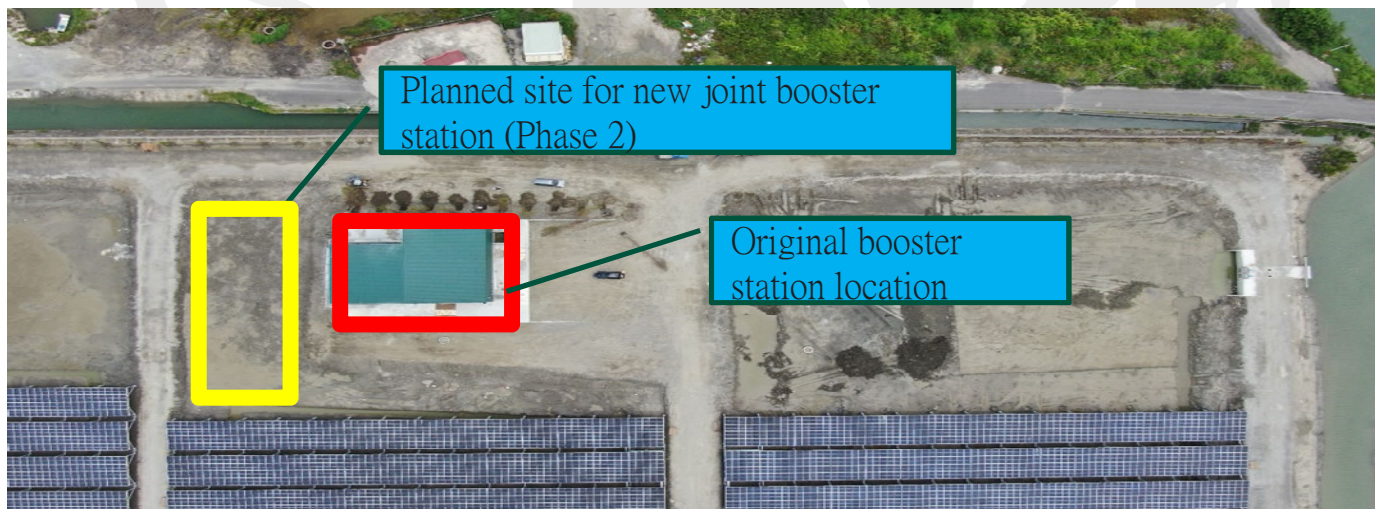 Planned site for new joint booster
station (Phase 2)
Original booster
station location